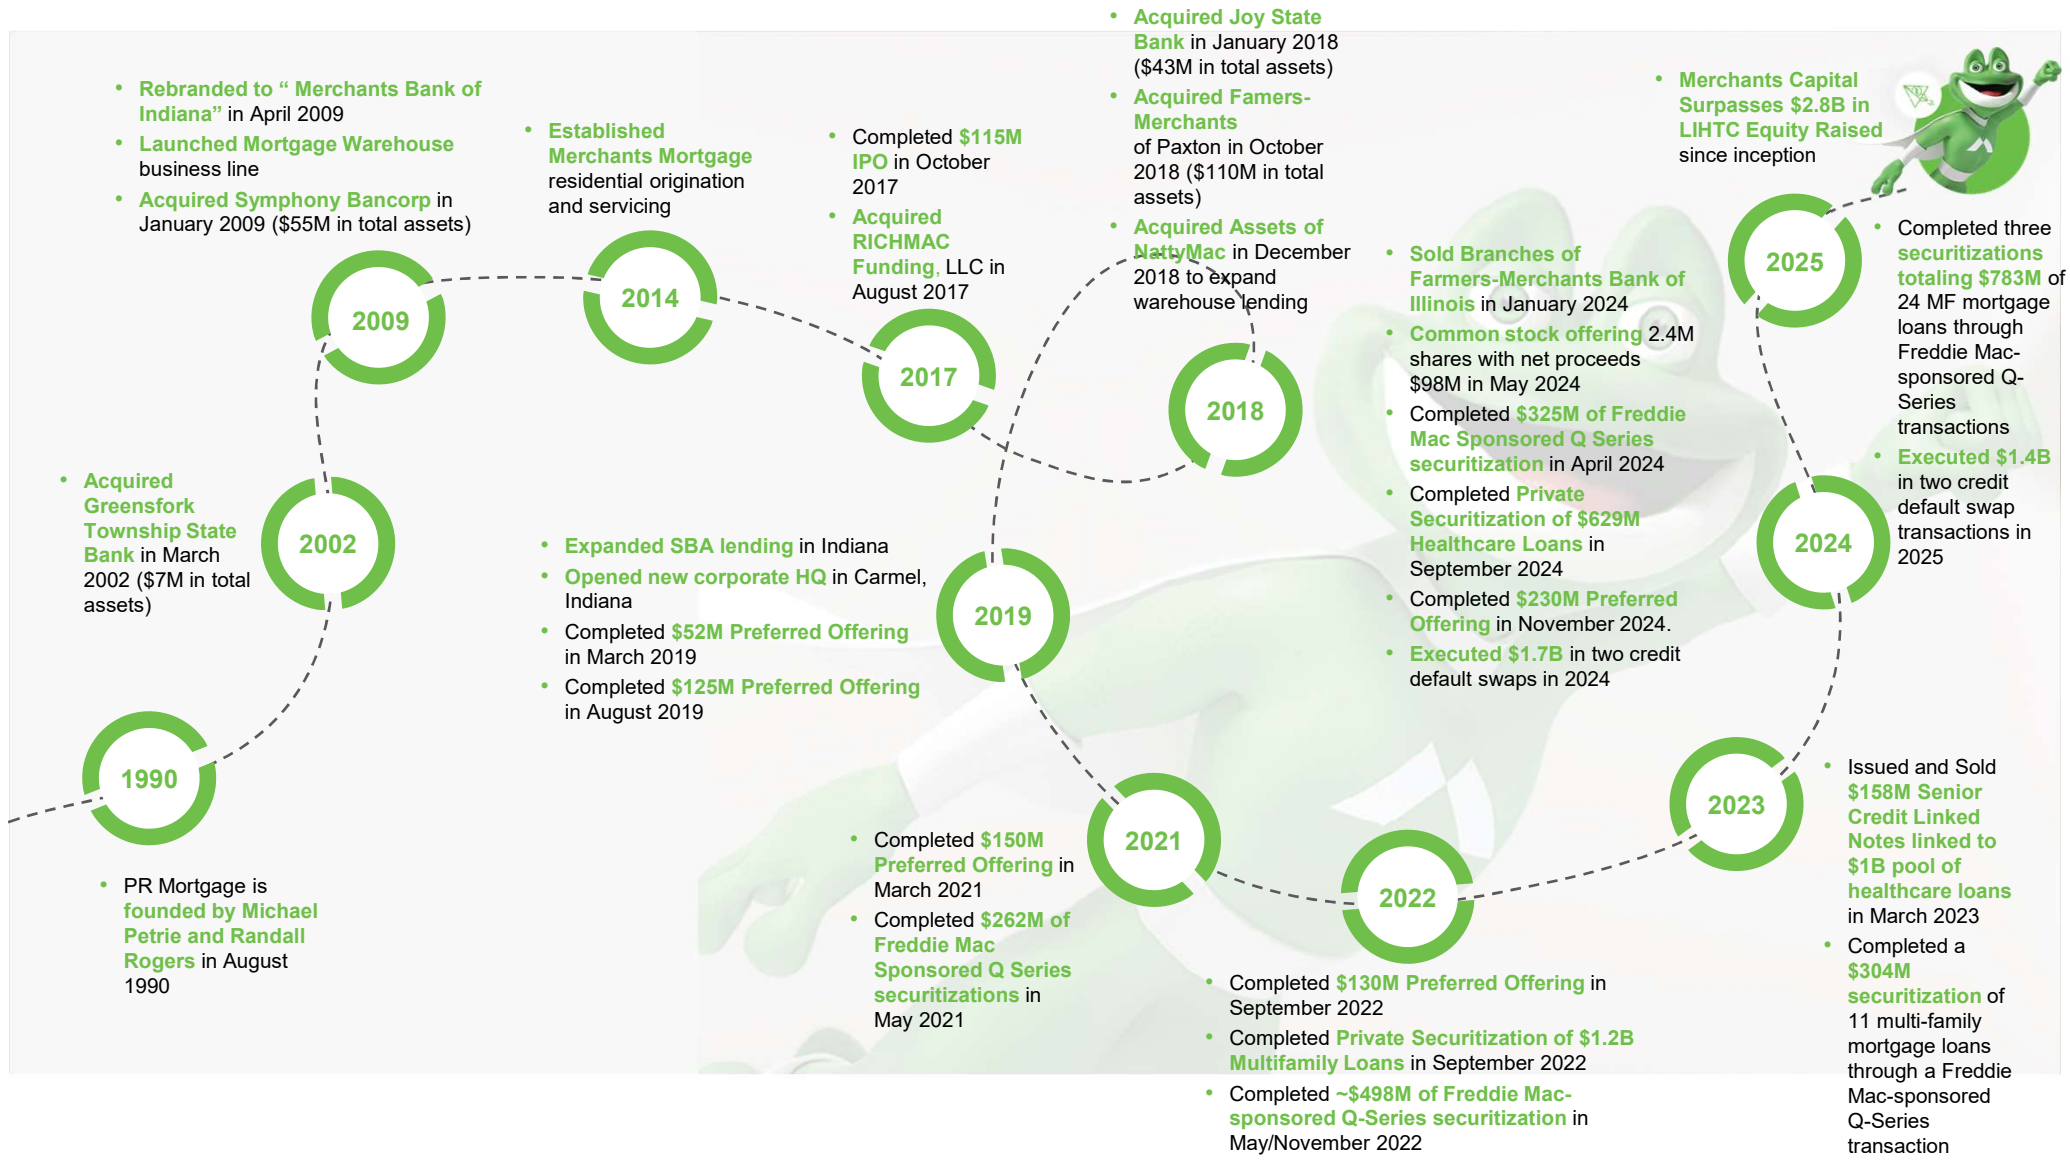 1990
• PR Mortgage is
founded by Michael
Petrie and Randall
Rogers in August
1990
2002
• Acquired
Greensfork
Township State
Bank in March
2002 ($7M in total
assets)
2009
• Rebranded to “ Merchants Bank of
Indiana” in April 2009
• Launched Mortgage Warehouse
business line
• Acquired Symphony Bancorp in
January 2009 ($55M in total assets)
2014
• Established
Merchants Mortgage
residential origination
and servicing
2017
• Completed $115M
IPO in October
2017
• Acquired
RICHMAC
Funding, LLC in
August 2017
2018
• Acquired Joy State
Bank in January 2018
($43M in total assets)
• Acquired Famers-
Merchants
of Paxton in October
2018 ($110M in total
assets)
• Acquired Assets of
NattyMac in December
2018 to expand
warehouse lending
2019
• Expanded SBA lending in Indiana
• Opened new corporate HQ in Carmel,
Indiana
• Completed $52M Preferred Offering
in March 2019
• Completed $125M Preferred Offering
in August 2019
2021
• Completed $150M
Preferred Offering in
March 2021
• Completed $262M of
Freddie Mac
Sponsored Q Series
securitizations in
May 2021
2022
• Completed $130M Preferred Offering in
September 2022
• Completed Private Securitization of $1.2B
Multifamily Loans in September 2022
• Completed ~$498M of Freddie Mac-
sponsored Q-Series securitization in
May/November 2022
2023
• Issued and Sold
$158M Senior
Credit Linked
Notes linked to
$1B pool of
healthcare loans
in March 2023
• Completed a
$304M
securitization of
11 multi-family
mortgage loans
through a Freddie
Mac-sponsored
Q-Series
transaction
2024
• Sold Branches of
Farmers-Merchants Bank of
Illinois in January 2024
• Common stock offering 2.4M
shares with net proceeds
$98M in May 2024
• Completed $325M of Freddie
Mac Sponsored Q Series
securitization in April 2024
• Completed Private
Securitization of $629M
Healthcare Loans in
September 2024
• Completed $230M Preferred
Offering in November 2024.
• Executed $1.7B in two credit
default swaps in 2024
2025
• Merchants Capital
Surpasses $2.8B in
LIHTC Equity Raised
since inception
• Completed three
securitizations
totaling $783M of
24 MF mortgage
loans through
Freddie Mac-
sponsored Q-
Series
transactions
• Executed $1.4B
in two credit
default swap
transactions in
2025